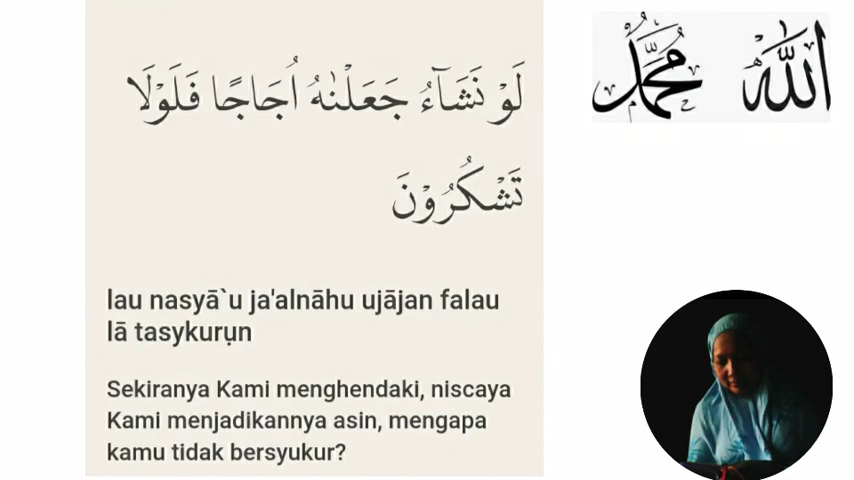 لَوْ نَشَاۤءُ جَعَلْنٰهُ اُجَاجًا فَلَوْلَا
تَشْكُرُوْنَ
lau nasyā`u ja'alnāhu ujājan falau
lā tasykurụn
Sekiranya Kami menghendaki, niscaya
Kami menjadikannya asin, mengapa
kamu tidak bersyukur?
الله
محمد